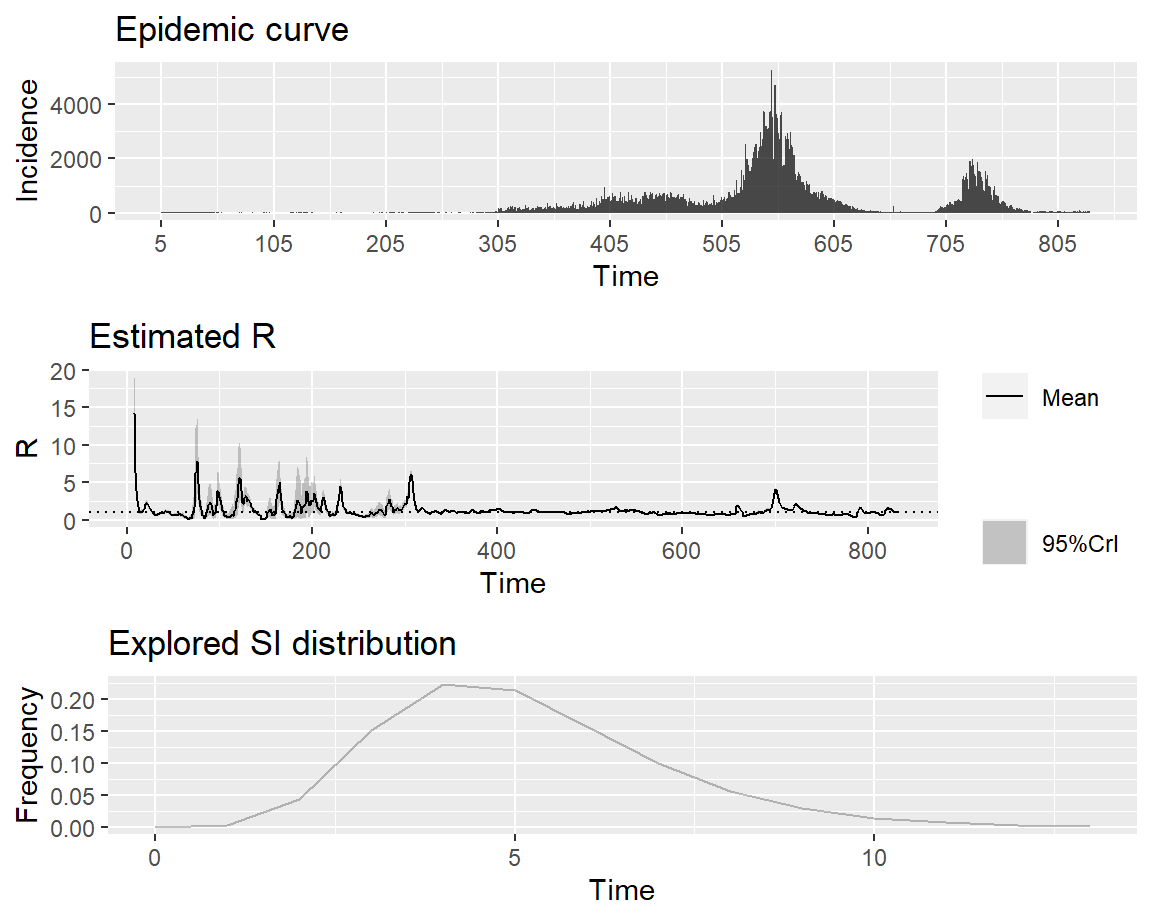 Epidemic curve
Incidence
4000
2000
0
5 105 205 305 405 505 605 705 805
Time
Estimated R
R
20
15
10
5
0
0 200 400 600 800
Time
Mean
95%CrI
Explored SI distribution
Frequency
0.20
0.15
0.10
0.05
0.00
0 5 10
Time